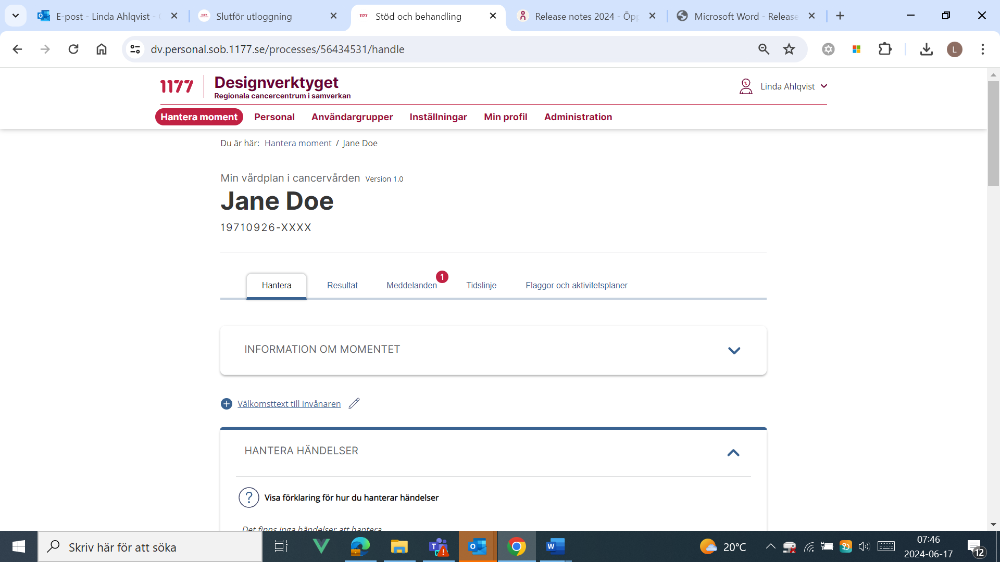 E-post - Linda Ahlqvist -
Slutför utloggning
1177
Stöd och behandling
Release notes 2024 - Öpp
Microsoft Word - Release
dv.personal.sob.1177.se/processes/56434531/handle
L
1177
Designverktyget
Regionala cancercentrum i samverkan
Linda Ahlqvist
Hantera moment
Personal
Användargrupper
Inställningar
Min profil
Administration
Du är här: Hantera moment / Jane Doe
Min vårdplan i cancervården Version 1.0
Jane Doe
19710926-XXXX
Hantera
Resultat
Meddelanden
1
Tidslinje
Flaggor och aktivitetsplaner
INFORMATION OM MOMENTET
Välkomsttext till invånaren
HANTERA HÄNDELSER
? Visa förklaring för hur du hanterar händelser
Det finns inga händelser att hantera
Skriv här för att söka
20°C
07:46
2024-06-17
12